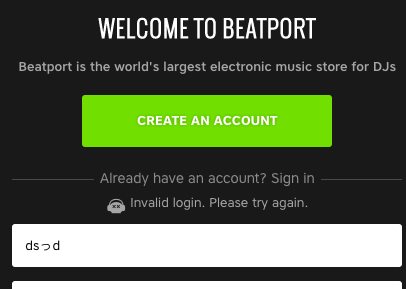 WELCOME TO BEATPORT
Beatport is the world's largest electronic music store for DJs
CREATE AN ACCOUNT
Already have an account? Sign in
Invalid login. Please try again.
dsっd